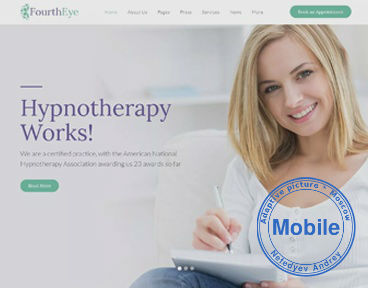 FourthEye
Home About Us Pages Press Services News More
Book an Appointment
Hypnotherapy
Works!
We are a certified practice, with the American National
Hypnotherapy Association awarding us 23 awards so far
Read More
Adaptive picture - Moscow
Mobile
Nefedyev Andrey